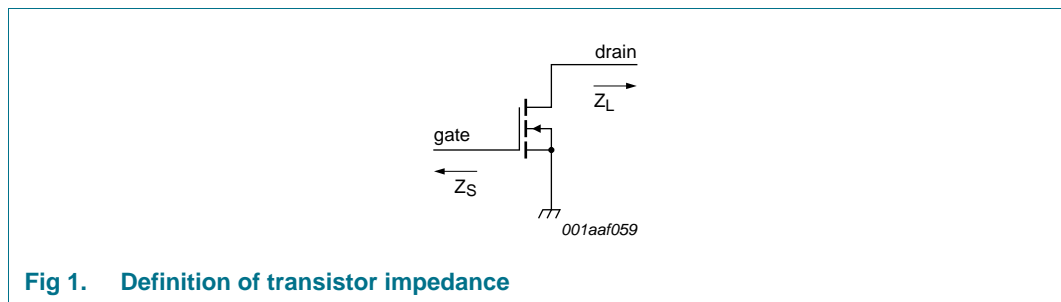 drain
Z_L
gate
Z_S
001aaf059
Fig 1. Definition of transistor impedance